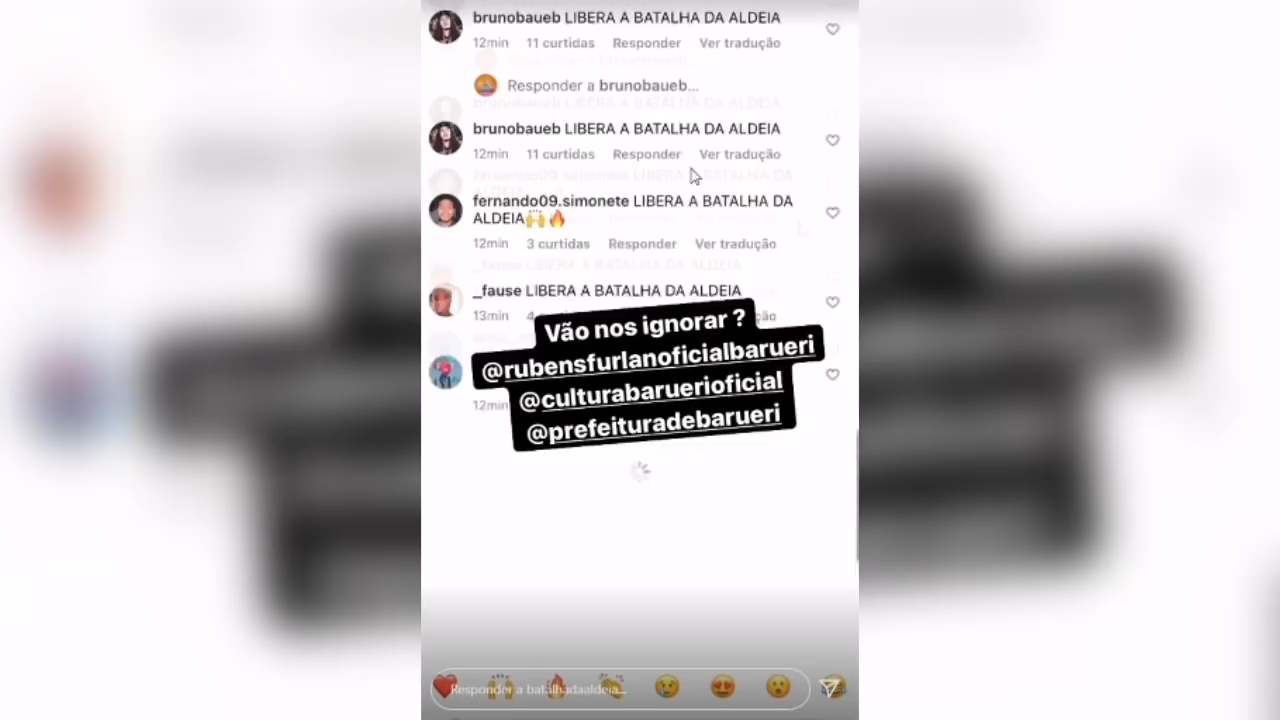 brunobaueb LIBERA A BATALHA DA ALDEIA
12min 11 curtidas Responder Ver tradução
Responder a brunobaueb...
brunobaueb LIBERA A BATALHA DA ALDEIA
12min 11 curtidas Responder Ver tradução
fernando09.simonete LIBERA A BATALHA DA
ALDEIA🙌🔥
12min 3 curtidas Responder Ver tradução
_fause LIBERA A BATALHA DA ALDEIA
13min
Vão nos ignorar ?
@rubensfurlanoficialbarueri
@culturabaruerioficial
@prefeituradebarueri
12min
Responder a batalhadaaldeia...